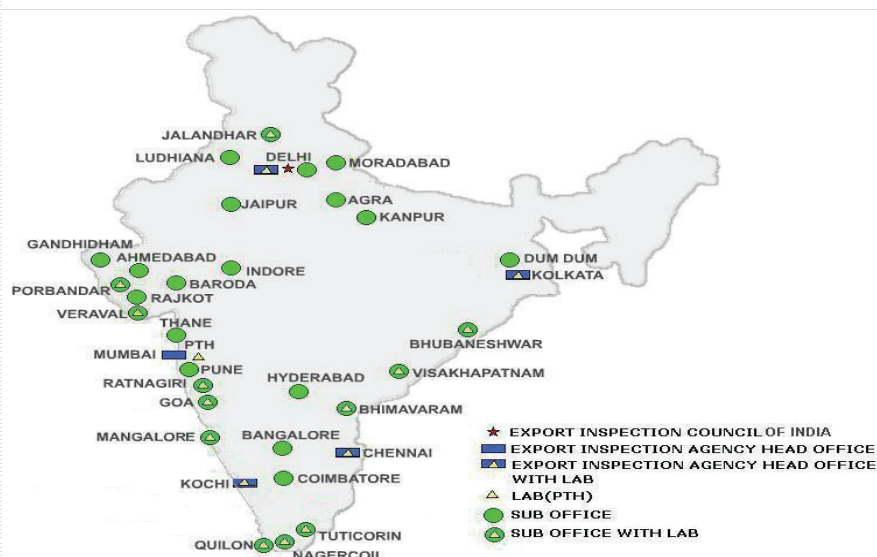 JALANDHAR
LUDHIANA
DELHI
MORADABAD
JAIPUR
AGRA
KANPUR
GANDHIDHAM
AHMEDABAD
INDORE
DUM DUM
KOLKATA
PORBANDAR
BARODA
RAJKOT
VERAVAL
THANE
PTH
MUMBAI
BHUBANESHWAR
PUNE
HYDERABAD
VISAKHAPATNAM
RATNAGIRI
GOA
BHIMAVARAM
MANGALORE
BANGALORE
CHENNAI
KOCHI
COIMBATORE
TUTICORIN
QUILON
NAGERCOIL
EXPORT INSPECTION COUNCIL OF INDIA
EXPORT INSPECTION AGENCY HEAD OFFICE
EXPORT INSPECTION AGENCY HEAD OFFICE
WITH LAB
LAB(PTH)
SUB OFFICE
SUB OFFICE WITH LAB